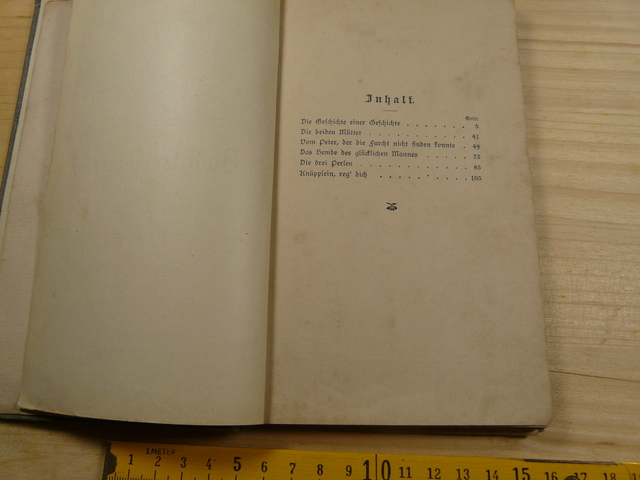 Inhalt.
Seite
Die Geschichte einer Geschichte . . . . . . . 5
Die beiden Mütter . . . . . . . . . . . 41
Vom Peter, der die Furcht nicht finden konnte . 49
Das Hemde des glücklichen Mannes . . . . . 75
Die drei Perlen . . . . . . . . . . . 85
Knüpplein, reg' dich . . . . . . . . . 105
1 METER
1 2 3 4 5 6 7 8 9 10 11 12 13 14 15 16 17 18